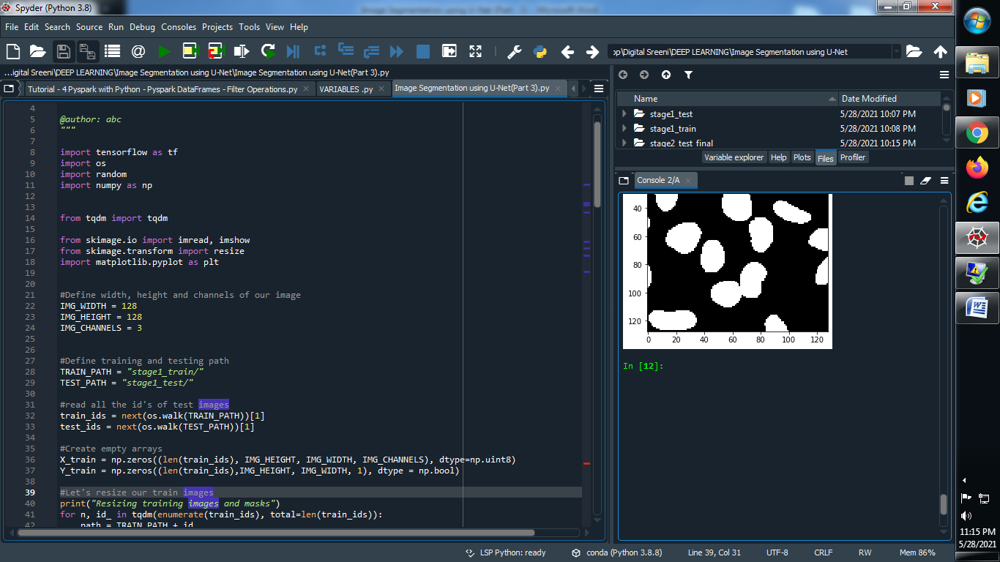 Spyder (Python 3.8)
File Edit Search Source Run Debug Consoles Projects Tools View Help
op\Digital Sreeni\DEEP LEARNING\Image Segmentation using U-Net
...igital Sreeni\DEEP LEARNING\Image Segmentation using U-Net\Image Segmentation using U-Net(Part 3).py
Tutorial - 4 Pyspark with Python - Pyspark DataFrames - Filter Operations.py
VARIABLES .py
Image Segmentation using U-Net(Part 3).py
4
5 @author: abc
6 """
7
8 import tensorflow as tf
9 import os
10 import random
11 import numpy as np
12
13
14 from tqdm import tqdm
15
16 from skimage.io import imread, imshow
17 from skimage.transform import resize
18 import matplotlib.pyplot as plt
19
20
21 #Define width, height and channels of our image
22 IMG_WIDTH = 128
23 IMG_HEIGHT = 128
24 IMG_CHANNELS = 3
25
26
27 #Define training and testing path
28 TRAIN_PATH = "stage1_train/"
29 TEST_PATH = "stage1_test/"
30
31 #read all the id's of test images
32 train_ids = next(os.walk(TRAIN_PATH))[1]
33 test_ids = next(os.walk(TEST_PATH))[1]
34
35 #Create empty arrays
36 X_train = np.zeros((len(train_ids), IMG_HEIGHT, IMG_WIDTH, IMG_CHANNELS), dtype=np.uint8)
37 Y_train = np.zeros((len(train_ids),IMG_HEIGHT, IMG_WIDTH, 1), dtype = np.bool)
38
39 #Let's resize our train images
40 print("Resizing training images and masks")
41 for n, id_ in tqdm(enumerate(train_ids), total=len(train_ids)):
42 path = TRAIN_PATH + id_
Name Date Modified
stage1_test 5/28/2021 10:07 PM
stage1_train 5/28/2021 10:08 PM
stage2_test_final 5/28/2021 10:15 PM
Variable explorer Help Plots Files Profiler
Console 2/A
40
60
80
100
120
0 20 40 60 80 100 120
In [12]:
LSP Python: ready conda (Python 3.8.8) Line 39, Col 31 UTF-8 CRLF RW Mem 86%
11:15 PM
5/28/2021